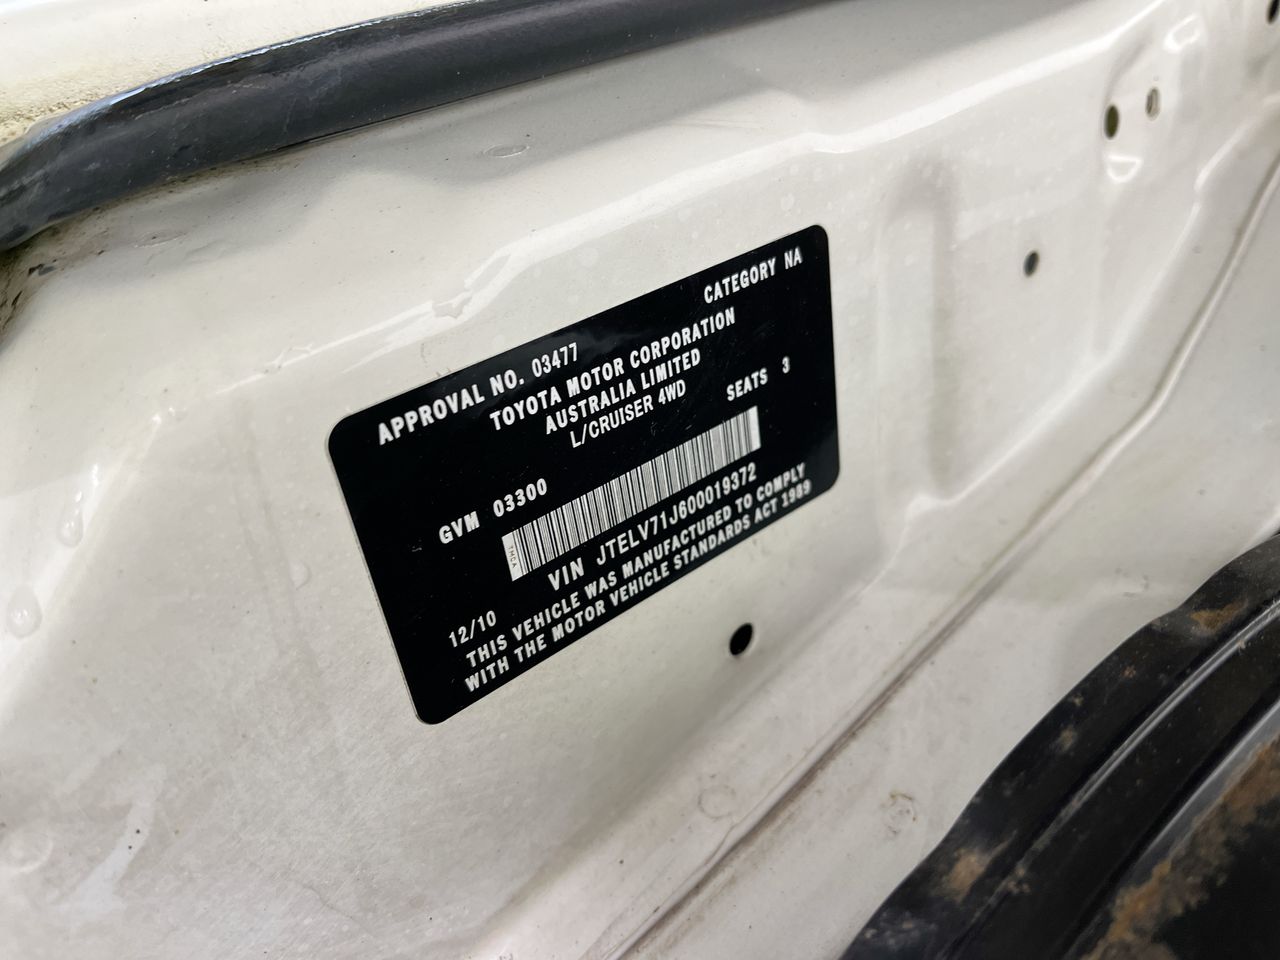 APPROVAL NO. 03477 CATEGORY NA
TOYOTA MOTOR CORPORATION
AUSTRALIA LIMITED
L/CRUISER 4WD
GVM 03300 SEATS 3
TMCA
VIN JTELV71J600019372
12/10
THIS VEHICLE WAS MANUFACTURED TO COMPLY
WITH THE MOTOR VEHICLE STANDARDS ACT 1989